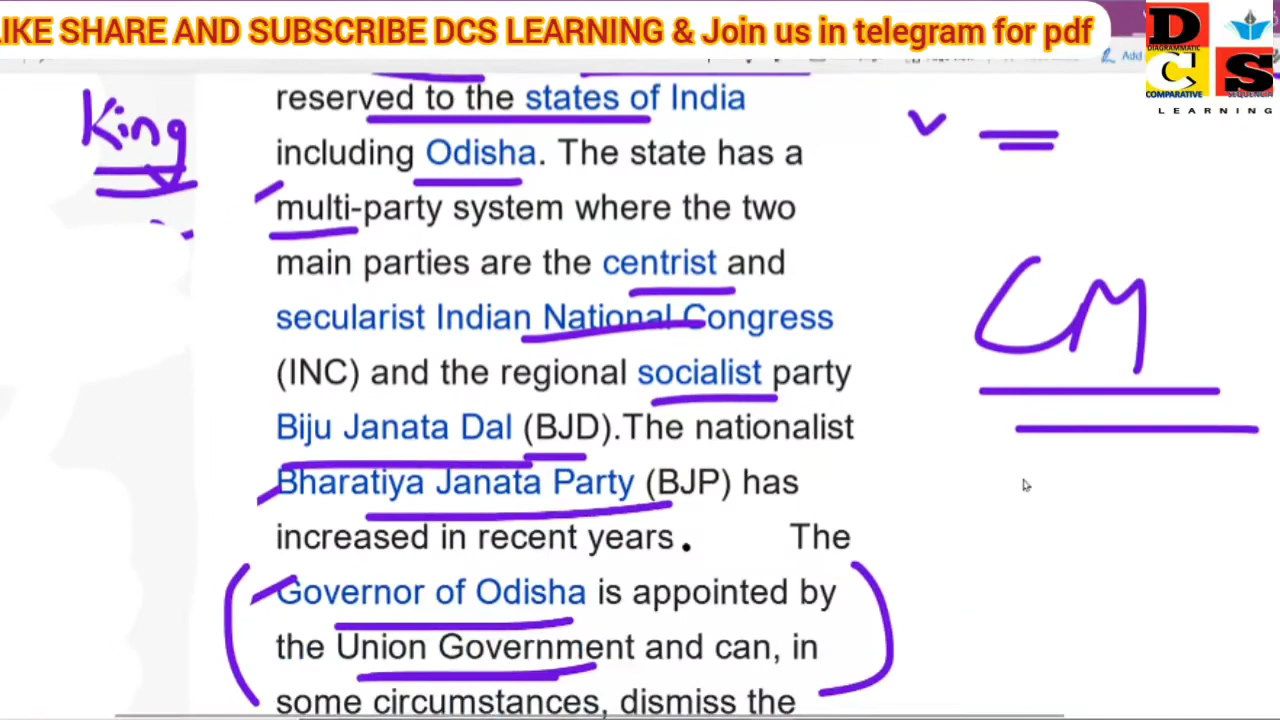 LIKE SHARE AND SUBSCRIBE DCS LEARNING & Join us in telegram for pdf
D
DIAGRAMMATIC
C
COMPARATIVE
S
SEQUENCIA
LEARNING
Add
King
reserved to the states of India
including Odisha. The state has a
multi-party system where the two
main parties are the centrist and
secularist Indian National Congress
(INC) and the regional socialist party
Biju Janata Dal (BJD).The nationalist
Bharatiya Janata Party (BJP) has
increased in recent years. The
Governor of Odisha is appointed by
the Union Government and can, in
some circumstances, dismiss the
CM